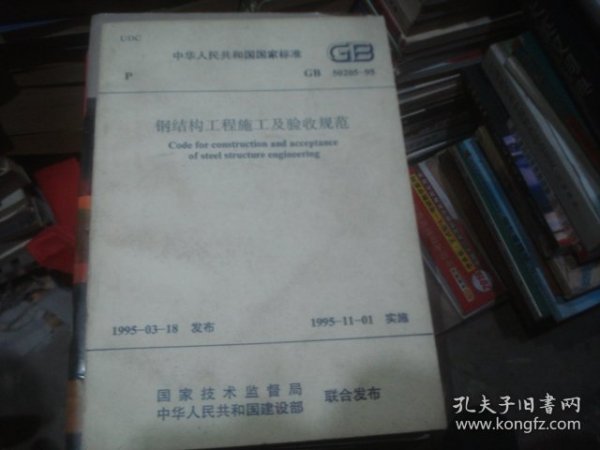 UDC
中华人民共和国国家标准
GB
P
GB 50205-95
钢结构工程施工及验收规范
Code for construction and acceptance
of steel structure engineering
1995-03-18 发布
1995-11-01 实施
国家技术监督局
中华人民共和国建设部
联合发布
孔夫子旧书网
www.kongfz.com